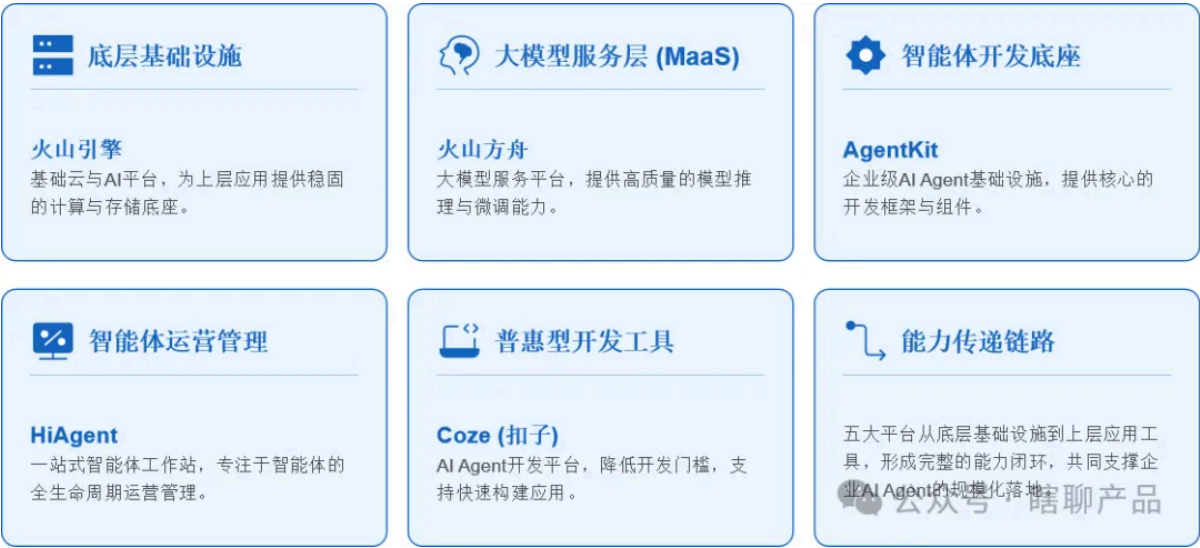 底层基础设施
火山引擎
基础云与AI平台，为上层应用提供稳固
的计算与存储底座。
大模型服务层 (MaaS)
火山方舟
大模型服务平台，提供高质量的模型推
理与微调能力。
智能体开发底座
AgentKit
企业级AI Agent基础设施，提供核心的
开发框架与组件。
智能体运营管理
HiAgent
一站式智能体工作站，专注于智能体的
全生命周期运营管理。
普惠型开发工具
Coze (扣子)
AI Agent开发平台，降低开发门槛，支
持快速构建应用。
能力传递链路
五大平台从底层基础设施到上层应用工
具，形成完整的能力闭环，共同支撑企
业AI Agent的规模化落地。
公众号 · 瞎聊产品